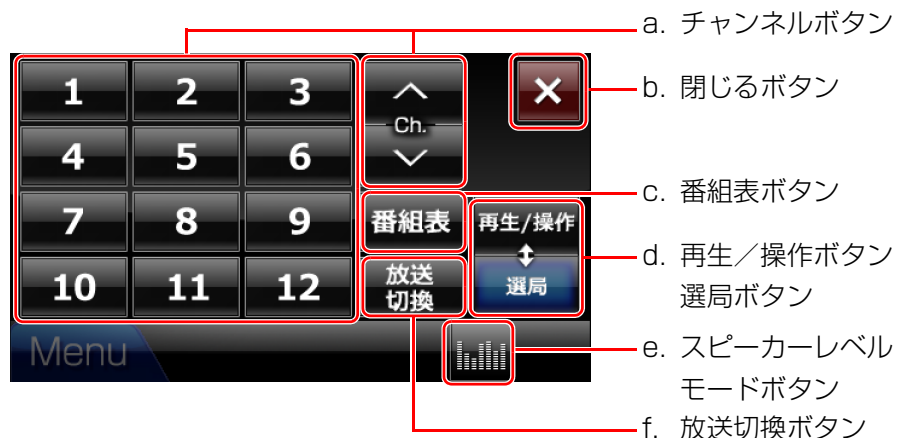 a. チャンネルボタン
1 2 3
Ch.
b. 閉じるボタン
4 5 6
c. 番組表ボタン
7 8 9
番組表
再生/操作
選局
d. 再生／操作ボタン
選局ボタン
10 11 12
放送
切換
Menu
e. スピーカーレベル
モードボタン
f. 放送切換ボタン